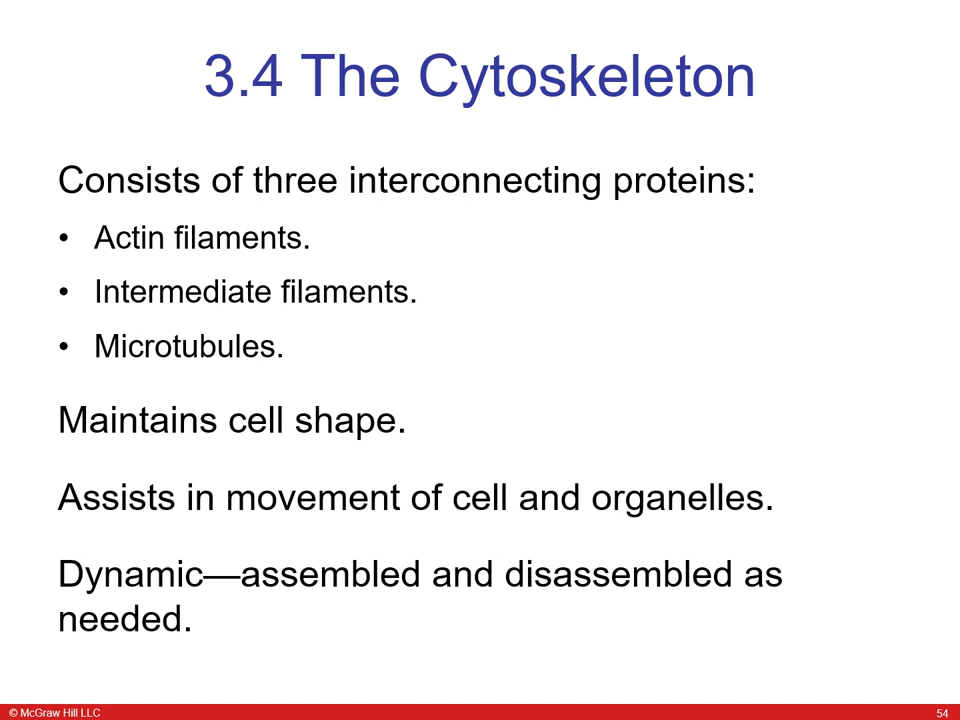 3.4 The Cytoskeleton
Consists of three interconnecting proteins:
• Actin filaments.
• Intermediate filaments.
• Microtubules.
Maintains cell shape.
Assists in movement of cell and organelles.
Dynamic—assembled and disassembled as
needed.
© McGraw Hill LLC
54